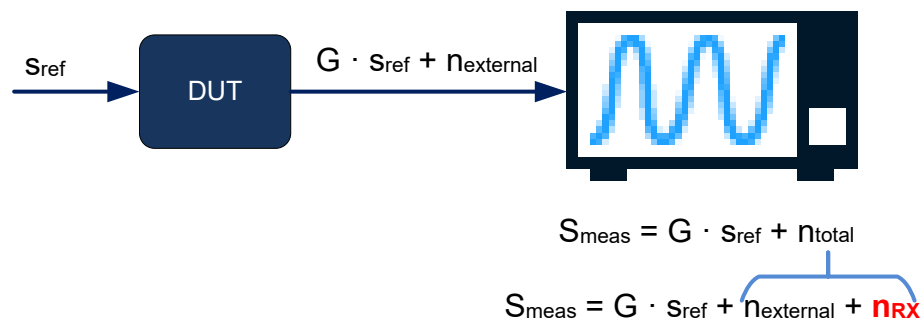 sref
DUT
G · sref + nexternal
Smeas = G · sref + ntotal
Smeas = G · sref + nexternal + nRX